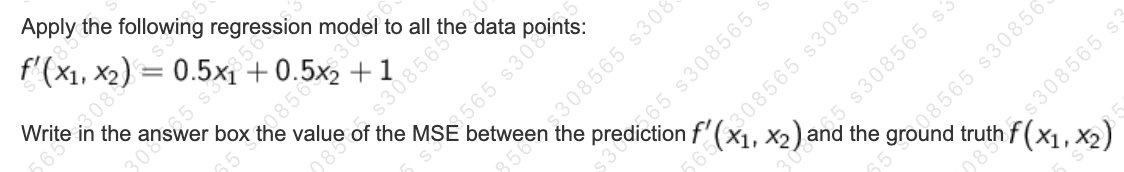 Apply the following regression model to all the data points:
f'(x₁, x₂) = 0.5x₁ + 0.5x₂ + 1
Write in the answer box the value of the MSE between the prediction f'(x₁, x₂) and the ground truth f(x₁, x₂)